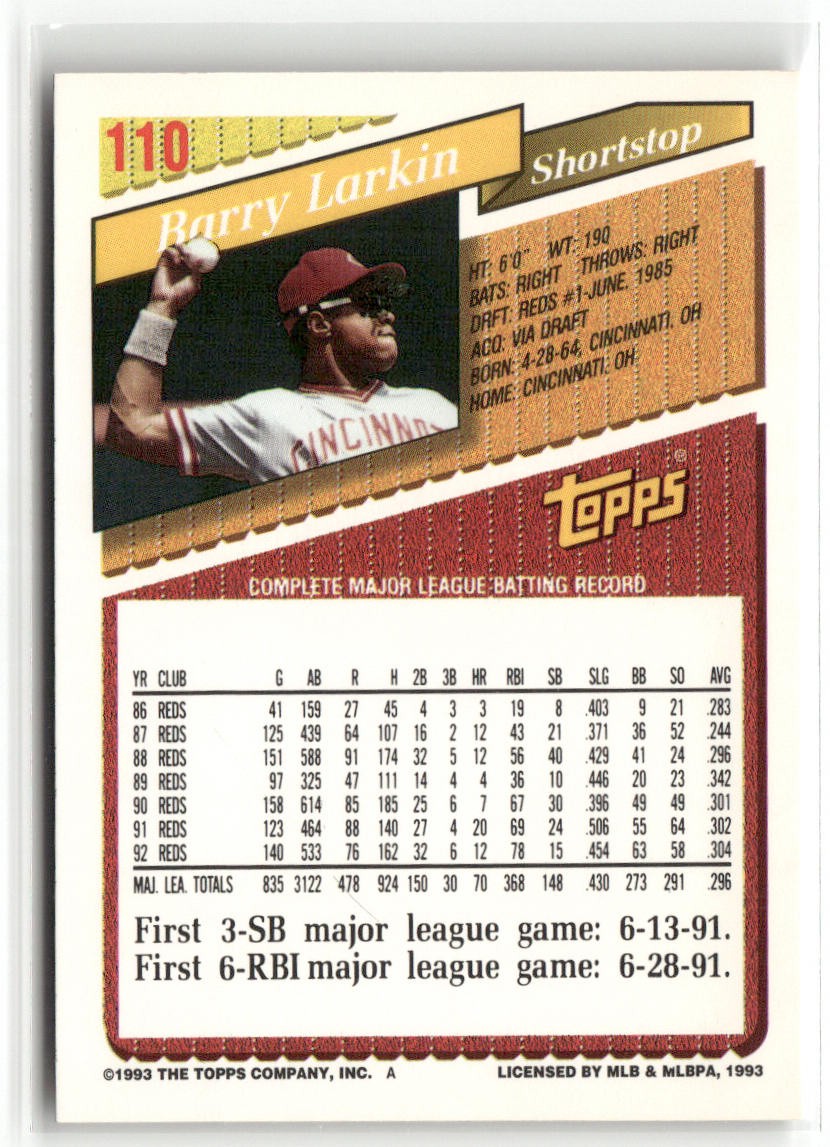 110
Barry Larkin
Shortstop
HT: 6'0" WT: 190
BATS: RIGHT THROWS: RIGHT
DRFT: REDS #1-JUNE, 1985
ACQ: VIA DRAFT
BORN: 4-28-64, CINCINNATI, OH
HOME: CINCINNATI, OH
CINCINNATI
TOPPS®
COMPLETE MAJOR LEAGUE BATTING RECORD
YR CLUB G AB R H 2B 3B HR RBI SB SLG BB SO AVG
86 REDS 41 159 27 45 4 3 3 19 8 .403 9 21 .283
87 REDS 125 439 64 107 16 2 12 43 21 .371 36 52 .244
88 REDS 151 588 91 174 32 5 12 56 40 .429 41 24 .296
89 REDS 97 325 47 111 14 4 4 36 10 .446 20 23 .342
90 REDS 158 614 85 185 25 6 7 67 30 .396 49 49 .301
91 REDS 123 464 88 140 27 4 20 69 24 .506 55 64 .302
92 REDS 140 533 76 162 32 6 12 78 15 .454 63 58 .304
MAJ. LEA. TOTALS 835 3122 478 924 150 30 70 368 148 .430 273 291 .296
First 3-SB major league game: 6-13-91.
First 6-RBI major league game: 6-28-91.
©1993 THE TOPPS COMPANY, INC. A
LICENSED BY MLB & MLBPA, 1993